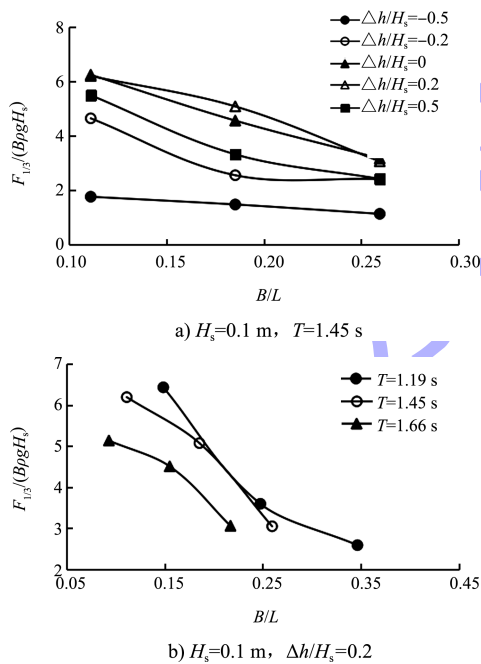 △h/Hₛ=−0.5
△h/Hₛ=−0.2
△h/Hₛ=0
△h/Hₛ=0.2
△h/Hₛ=0.5
F₁/₃/(BρgHₛ)
8
6
4
2
0
0.10 0.15 0.20 0.25 0.30
B/L
a) Hₛ=0.1 m，T=1.45 s
T=1.19 s
T=1.45 s
T=1.66 s
F₁/₃/(BρgHₛ)
7
6
5
4
3
2
0.05 0.15 0.25 0.35 0.45
B/L
b) Hₛ=0.1 m，Δh/Hₛ=0.2